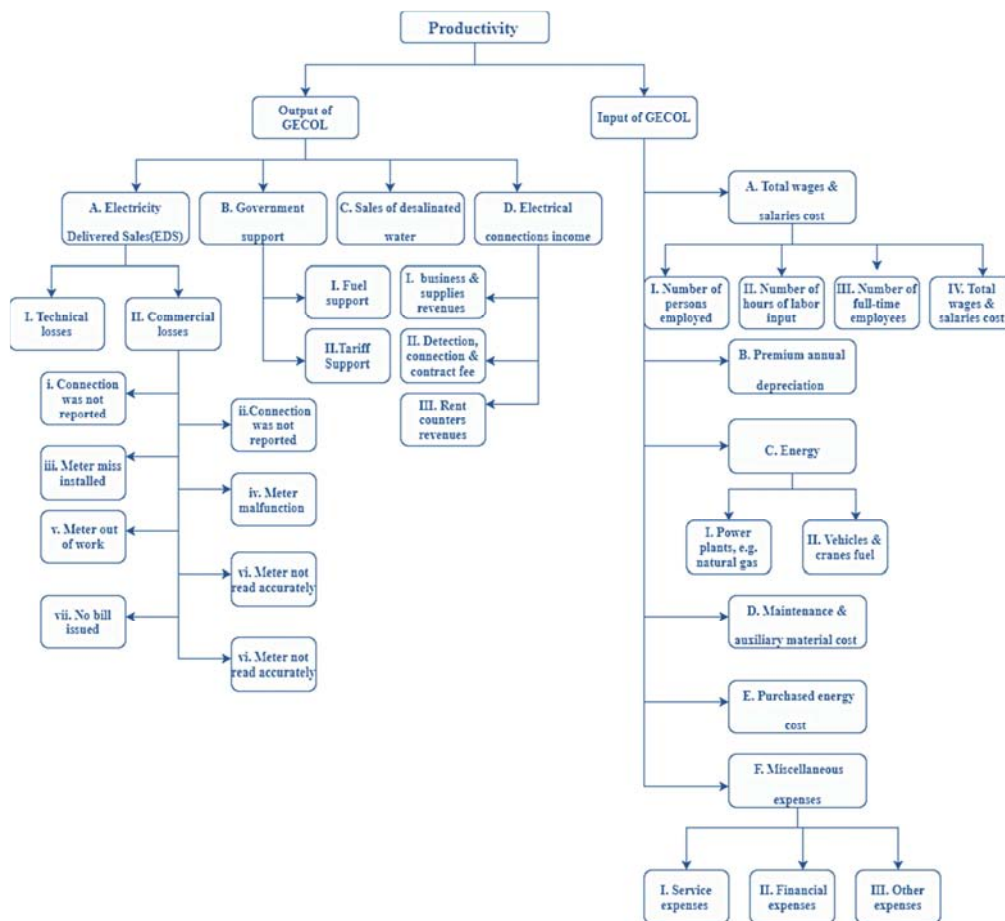 Productivity
Output of
GECOL
Input of GECOL
A. Electricity
Delivered Sales(EDS)
B. Government
support
C. Sales of desalinated
water
D. Electrical
connections income
A. Total wages &
salaries cost
I. Technical
losses
II. Commercial
losses
I. Fuel
support
II.Tariff
Support
I. business &
supplies revenues
II. Detection,
connection &
contract fee
III. Rent
counters
revenues
I. Number of
persons
employed
II. Number of
hours of labor
input
III. Number of
full-time
employees
IV. Total
wages &
salaries cost
i. Connection
was not
reported
ii.Connection
was not
reported
iii. Meter miss
installed
iv. Meter
malfunction
v. Meter out
of work
vi. Meter not
read accurately
vii. No bill
issued
vi. Meter not
read accurately
B. Premium annual
depreciation
C. Energy
I. Power
plants, e.g.
natural gas
II. Vehicles &
cranes fuel
D. Maintenance &
auxiliary material cost
E. Purchased energy
cost
F. Miscellaneous
expenses
I. Service
expenses
II. Financial
expenses
III. Other
expenses